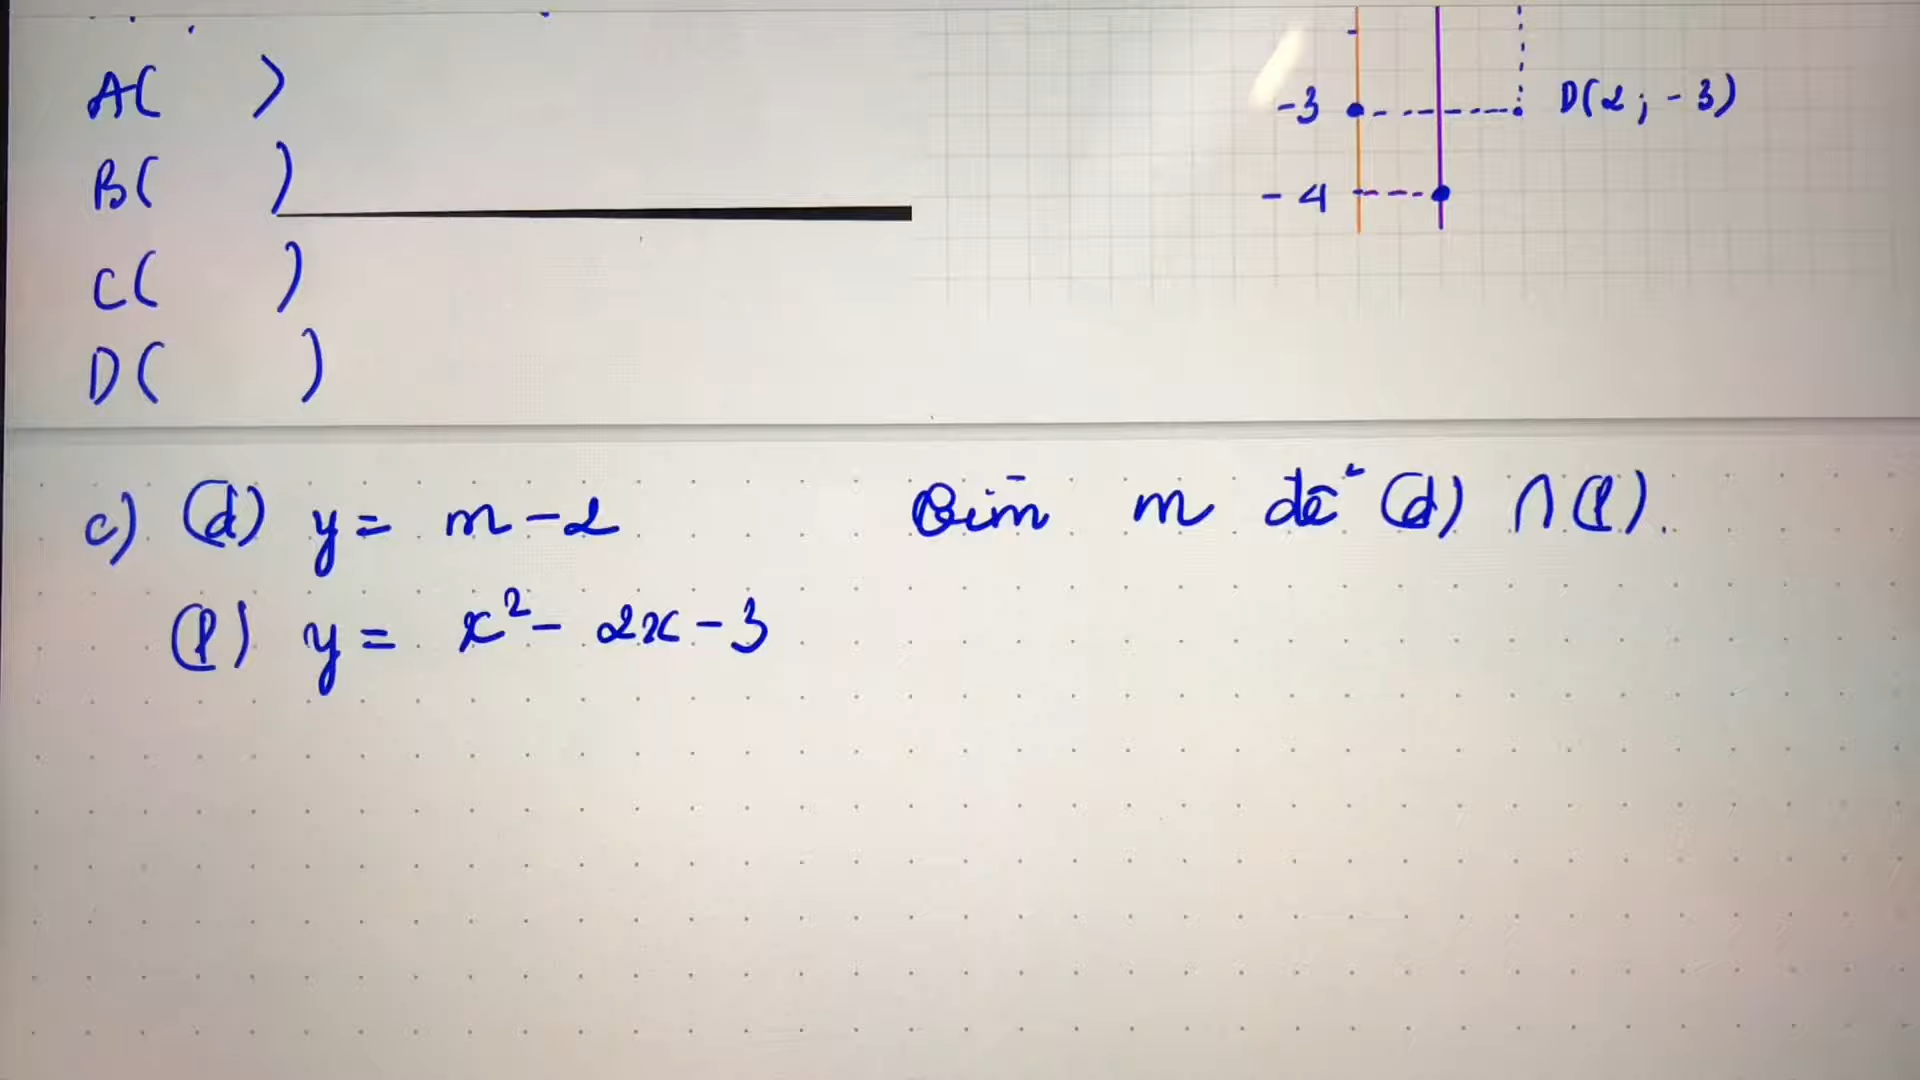 A( )
B( )
C( )
D( )
-3
D(2; -3)
-4
c) (d) y = m - 2
Tìm m để (d) ∩ (P).
(P) y = x² - 2x - 3